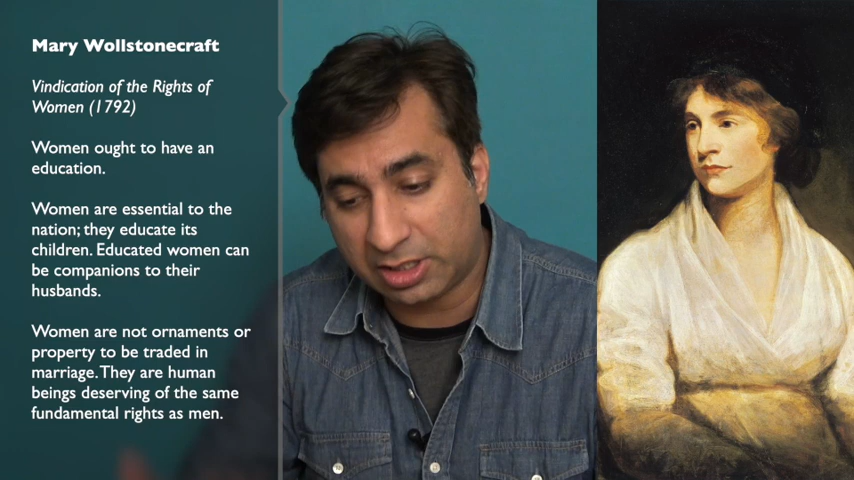 Mary Wollstonecraft
Vindication of the Rights of
Women (1792)
Women ought to have an
education.
Women are essential to the
nation; they educate its
children. Educated women can
be companions to their
husbands.
Women are not ornaments or
property to be traded in
marriage. They are human
beings deserving of the same
fundamental rights as men.